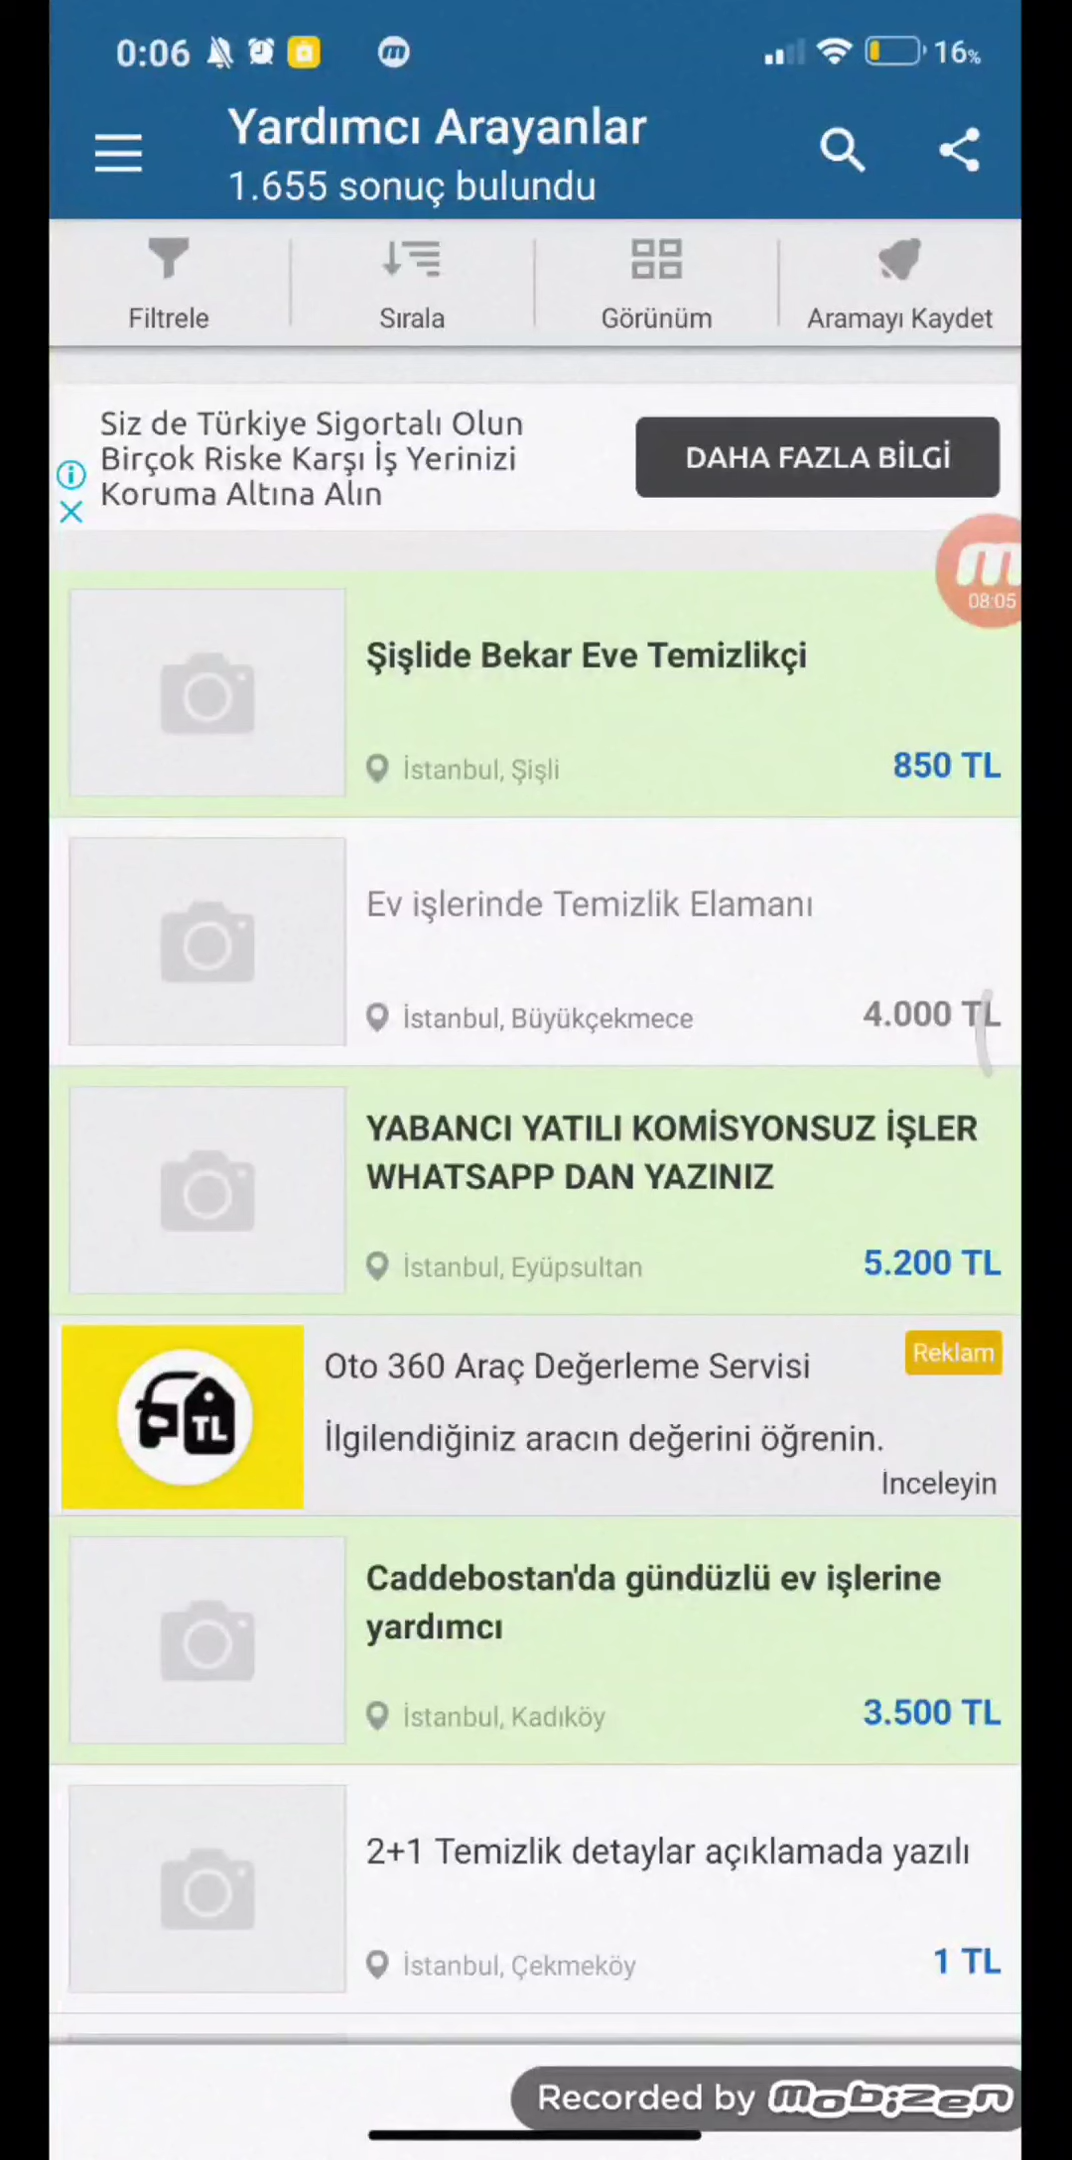 0:06
16%
Yardımcı Arayanlar
1.655 sonuç bulundu
Filtrele
Sırala
Görünüm
Aramayı Kaydet
Siz de Türkiye Sigortalı Olun
Birçok Riske Karşı İş Yerinizi
Koruma Altına Alın
DAHA FAZLA BİLGİ
m
08:05
Şişlide Bekar Eve Temizlikçi
İstanbul, Şişli
850 TL
Ev işlerinde Temizlik Elamanı
İstanbul, Büyükçekmece
4.000 TL
YABANCI YATILI KOMİSYONSUZ İŞLER
WHATSAPP DAN YAZINIZ
İstanbul, Eyüpsultan
5.200 TL
TL
Oto 360 Araç Değerleme Servisi
Reklam
İlgilendiğiniz aracın değerini öğrenin.
İnceleyin
Caddebostan'da gündüzlü ev işlerine
yardımcı
İstanbul, Kadıköy
3.500 TL
2+1 Temizlik detaylar açıklamada yazılı
İstanbul, Çekmeköy
1 TL
Recorded by mobizen